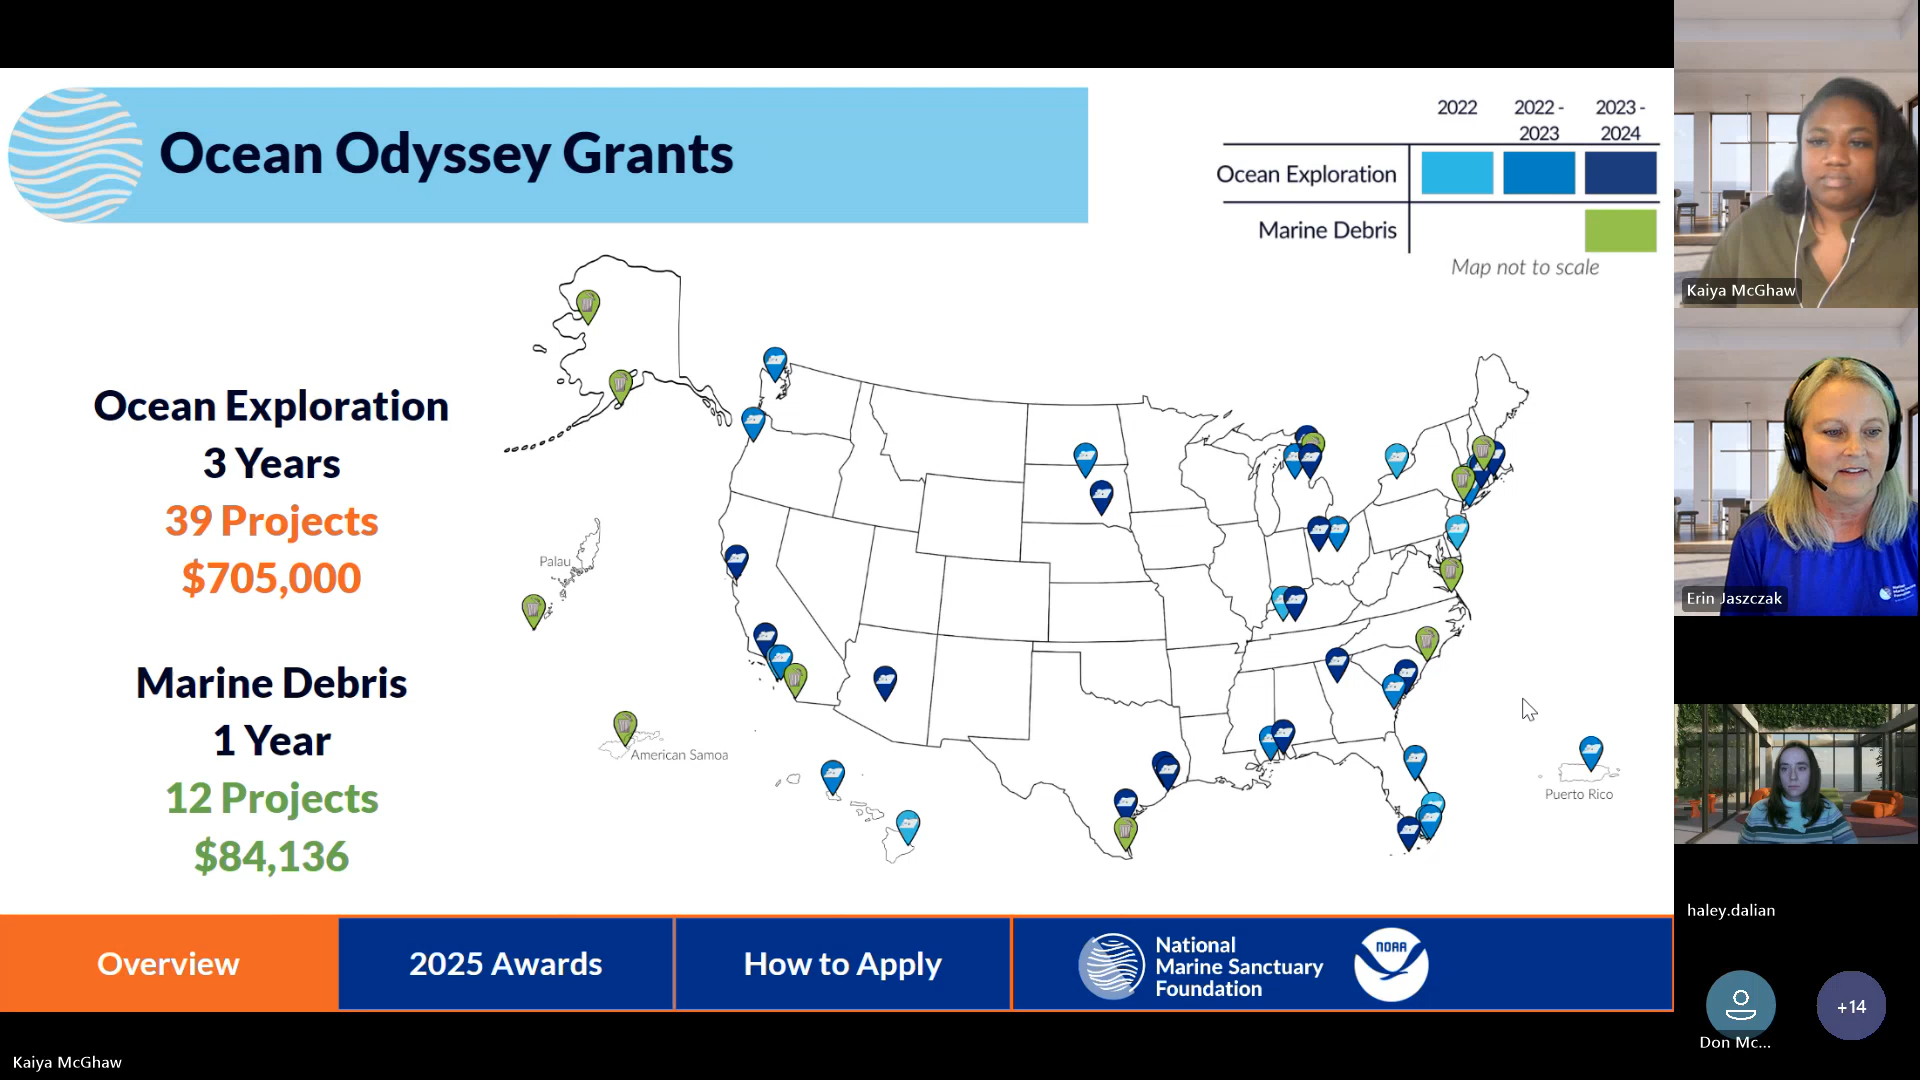 Ocean Odyssey Grants
2022
2022 -
2023
2023 -
2024
Ocean Exploration
Marine Debris
Map not to scale
Ocean Exploration
3 Years
39 Projects
$705,000
Marine Debris
1 Year
12 Projects
$84,136
Palau
American Samoa
Puerto Rico
Overview
2025 Awards
How to Apply
National
Marine Sanctuary
Foundation
NOAA
Kaiya McGhaw
Erin Jaszczak
haley.dalian
Don Mc...
+14
Kaiya McGhaw